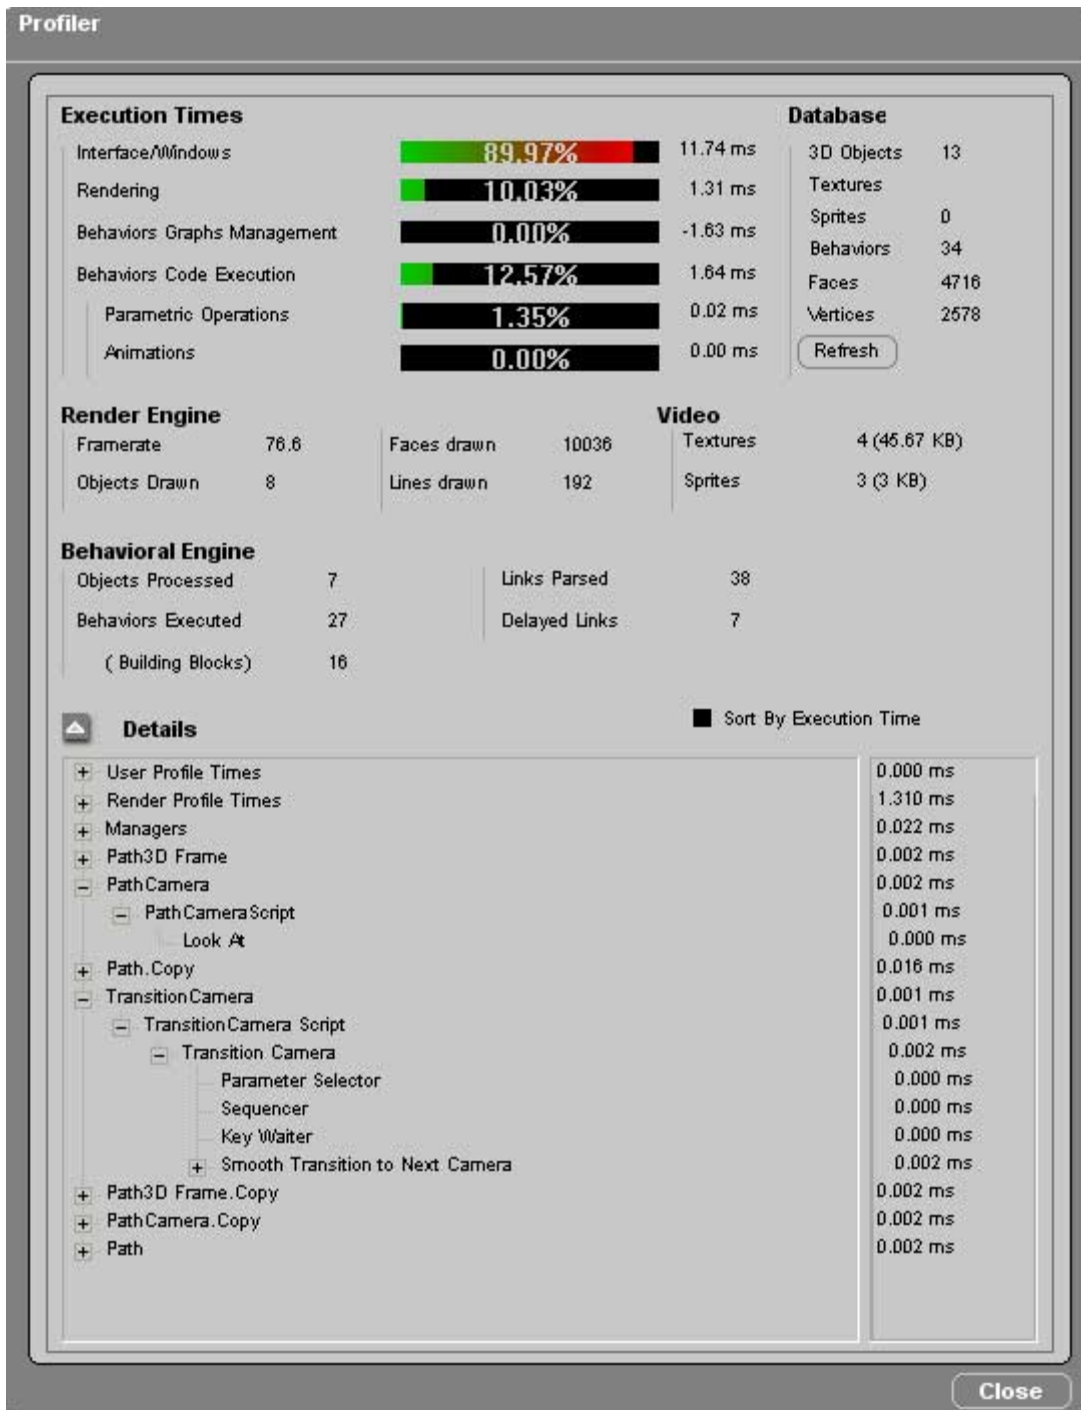 Profiler
Execution Times
Interface/Windows 89.97% 11.74 ms
Rendering 10.03% 1.31 ms
Behaviors Graphs Management 0.00% -1.63 ms
Behaviors Code Execution 12.57% 1.64 ms
Parametric Operations 1.35% 0.02 ms
Animations 0.00% 0.00 ms
Database
3D Objects 13
Textures
Sprites 0
Behaviors 34
Faces 4716
Vertices 2578
Refresh
Render Engine
Framerate 76.6 Faces drawn 10036
Objects Drawn 8 Lines drawn 192
Video
Textures 4 (45.67 KB)
Sprites 3 (3 KB)
Behavioral Engine
Objects Processed 7 Links Parsed 38
Behaviors Executed 27 Delayed Links 7
( Building Blocks) 16
Details Sort By Execution Time
User Profile Times 0.000 ms
Render Profile Times 1.310 ms
Managers 0.022 ms
Path3D Frame 0.002 ms
PathCamera 0.002 ms
PathCameraScript 0.001 ms
Look At 0.000 ms
Path.Copy 0.016 ms
TransitionCamera 0.001 ms
TransitionCamera Script 0.001 ms
Transition Camera 0.002 ms
Parameter Selector 0.000 ms
Sequencer 0.000 ms
Key Waiter 0.000 ms
Smooth Transition to Next Camera 0.002 ms
Path3D Frame.Copy 0.002 ms
PathCamera.Copy 0.002 ms
Path 0.002 ms
Close